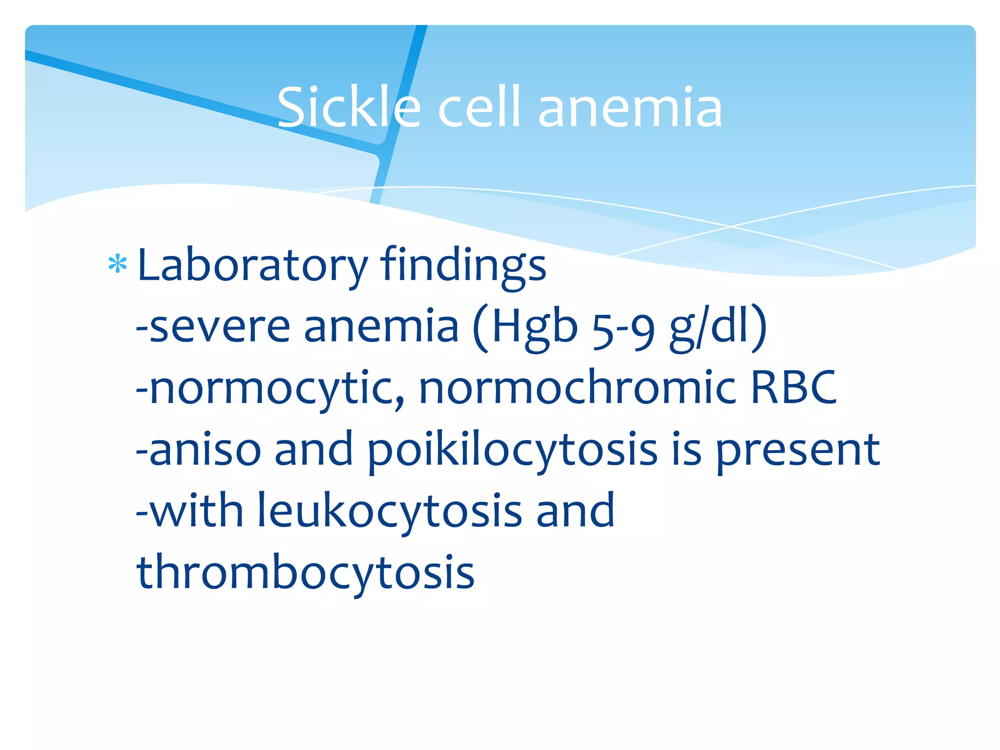 Sickle cell anemia
*Laboratory findings
-severe anemia (Hgb 5-9 g/dl)
-normocytic, normochromic RBC
-aniso and poikilocytosis is present
-with leukocytosis and
thrombocytosis